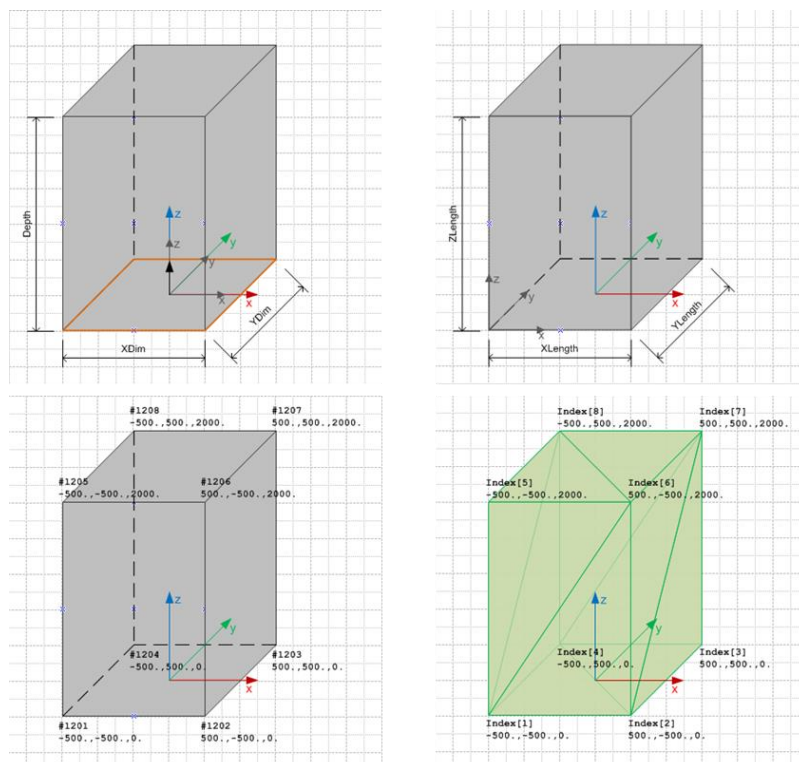 z
Depth
z
y
y
x
x
YDim
XDim
z
ZLength
y
z
y
x
x
YLength
XLength
#1208
-500.,500.,2000.
#1207
500.,500.,2000.
#1205
-500.,-500.,2000.
#1206
500.,-500.,2000.
z
y
#1204
-500.,500.,0.
#1203
500.,500.,0.
x
#1201
-500.,-500.,0.
#1202
500.,-500.,0.
Index[8]
-500.,500.,2000.
Index[7]
500.,500.,2000.
Index[5]
-500.,-500.,2000.
Index[6]
500.,-500.,2000.
z
y
Index[4]
-500.,500.,0.
Index[3]
500.,500.,0.
x
Index[1]
-500.,-500.,0.
Index[2]
500.,-500.,0.